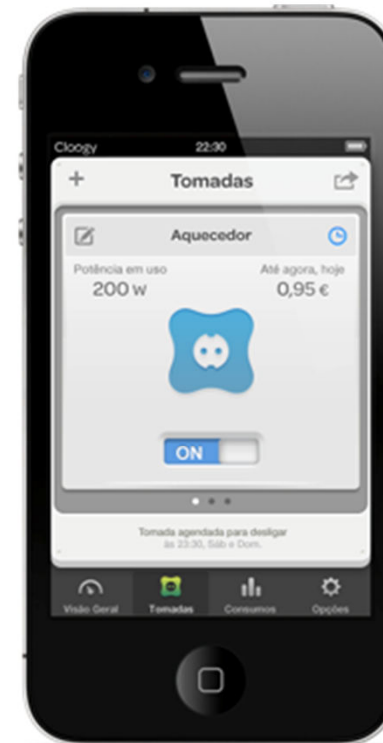 Cloogy 22:30
Tomadas
Aquecedor
Potência em uso Até agora, hoje
200 W 0,95 €
ON
Tomada agendada para desligar
às 23:30, Sáb e Dom.
Visão Geral Tomadas Consumos Opções